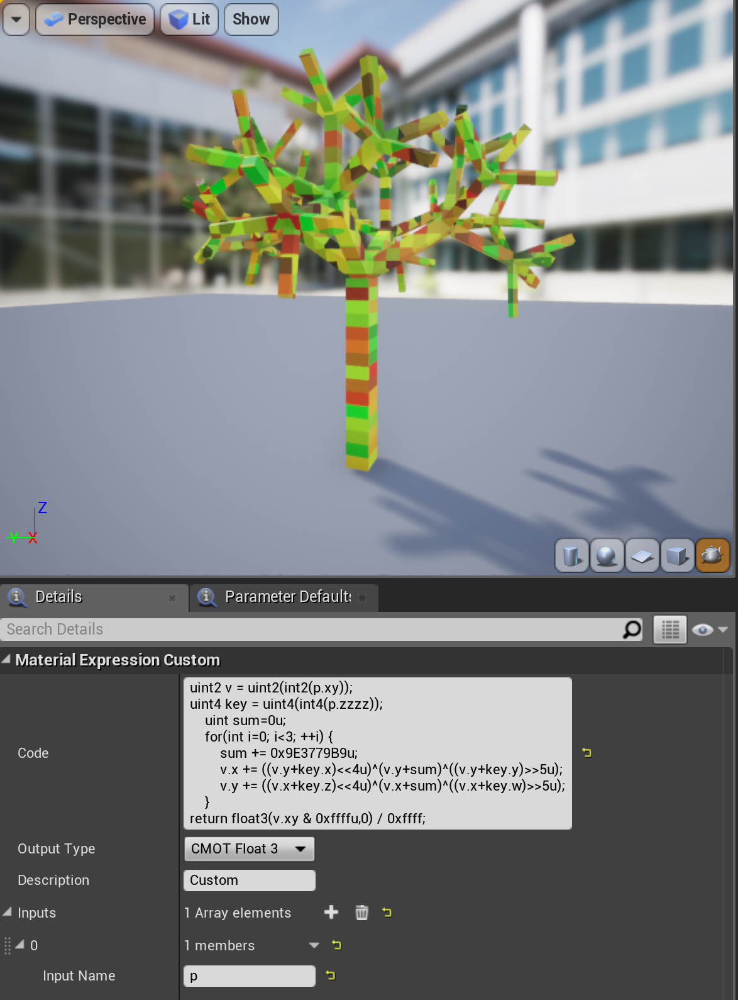 Perspective
Lit
Show
Z
Y
X
Details
Parameter Defaults
Search Details
Material Expression Custom
Code
uint2 v = uint2(int2(p.xy));
uint4 key = uint4(int4(p.zzzz));
uint sum=0u;
for(int i=0; i<3; ++i) {
sum += 0x9E3779B9u;
v.x += ((v.y+key.x)<<4u)^(v.y+sum)^((v.y+key.y)>>5u);
v.y += ((v.x+key.z)<<4u)^(v.x+sum)^((v.x+key.w)>>5u);
}
return float3(v.xy & 0xffffu,0) / 0xffff;
Output Type
CMOT Float 3
Description
Custom
Inputs
1 Array elements
0
1 members
Input Name
p